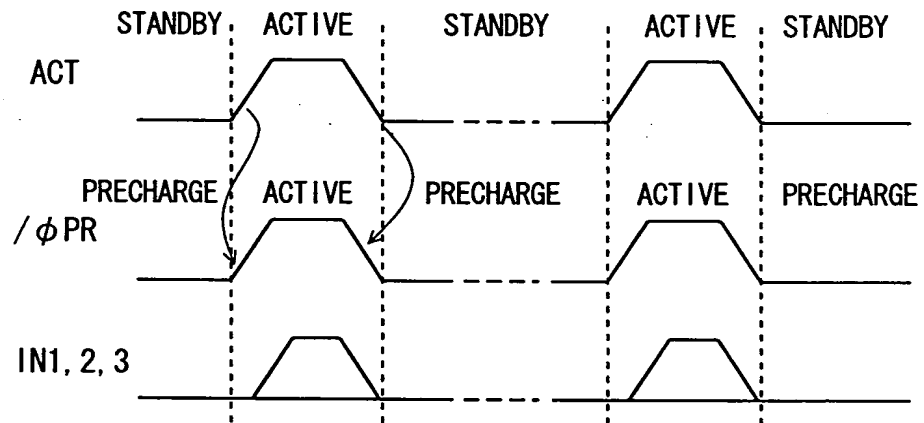 STANDBY ACTIVE STANDBY ACTIVE STANDBY
ACT
PRECHARGE ACTIVE PRECHARGE ACTIVE PRECHARGE
/φPR
IN1, 2, 3